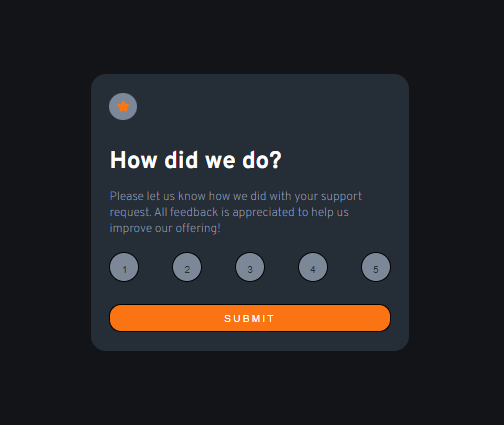 How did we do?
Please let us know how we did with your support
request. All feedback is appreciated to help us
improve our offering!
1 2 3 4 5
SUBMIT